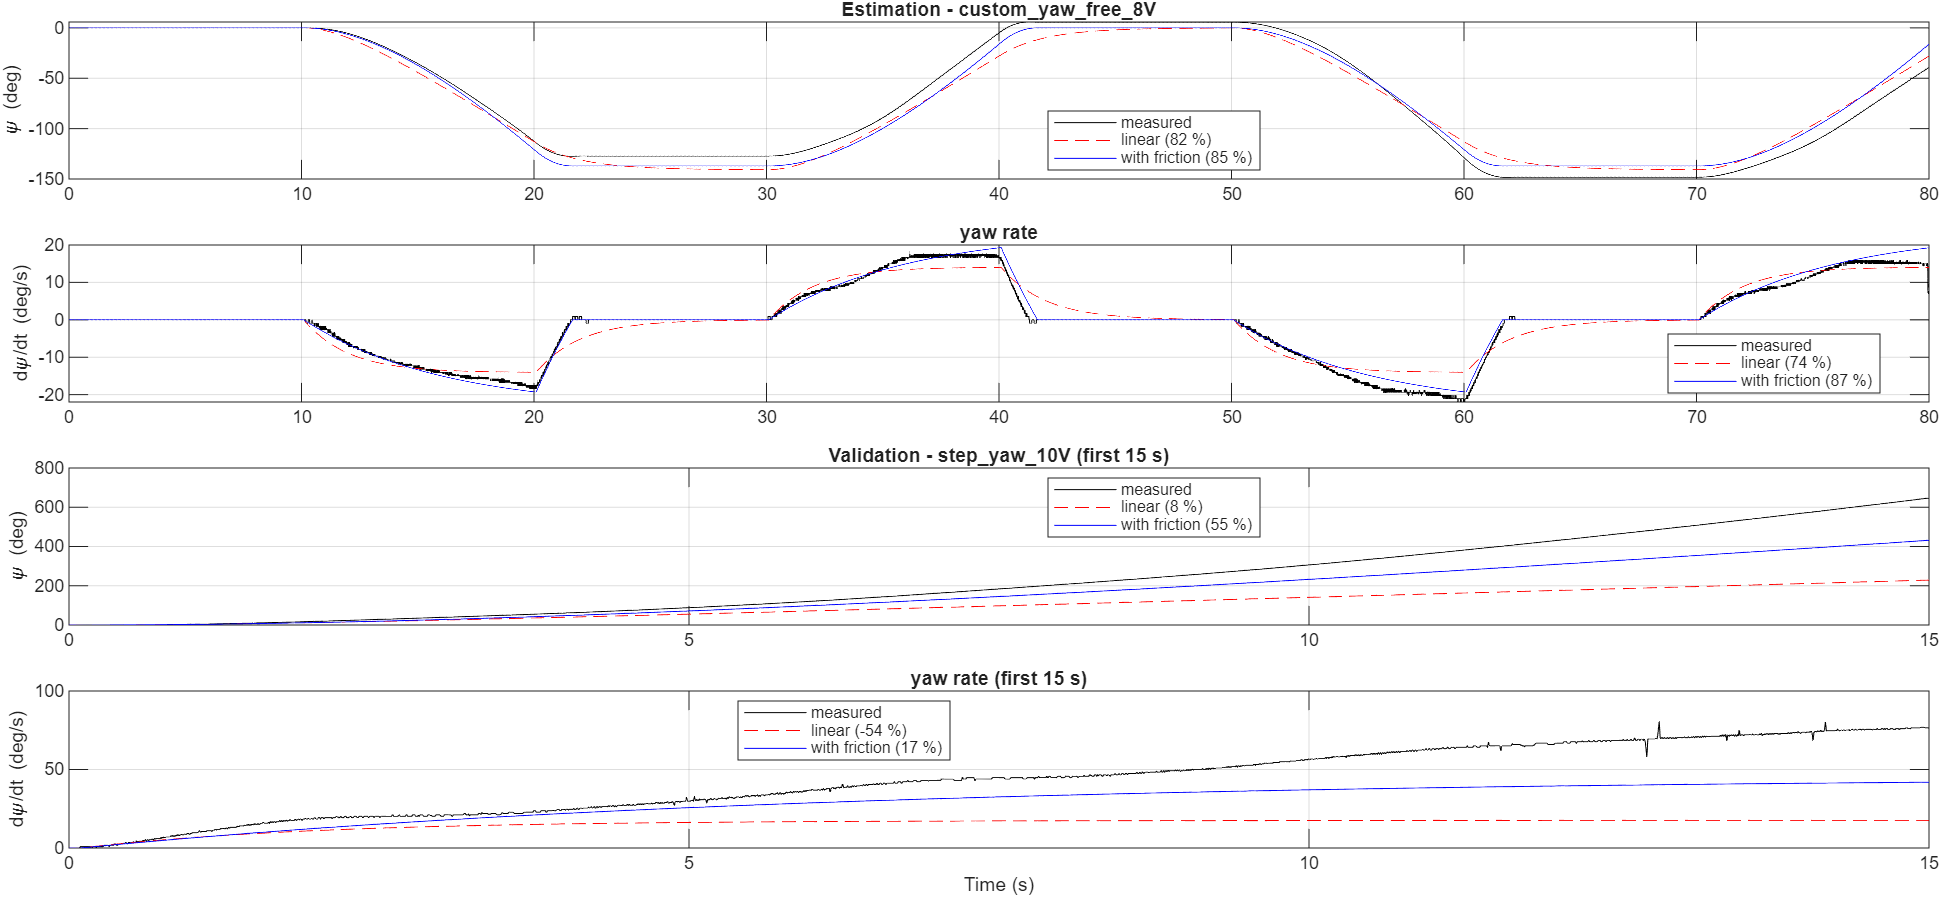 Estimation - custom_yaw_free_8V
0
-50
-100
-150
ψ (deg)
measured
linear (82 %)
with friction (85 %)
0 10 20 30 40 50 60 70 80
yaw rate
20
10
0
-10
-20
dψ/dt (deg/s)
measured
linear (74 %)
with friction (87 %)
0 10 20 30 40 50 60 70 80
Validation - step_yaw_10V (first 15 s)
800
600
400
200
0
ψ (deg)
measured
linear (8 %)
with friction (55 %)
0 5 10 15
yaw rate (first 15 s)
100
50
0
dψ/dt (deg/s)
measured
linear (-54 %)
with friction (17 %)
0 5 10 15
Time (s)